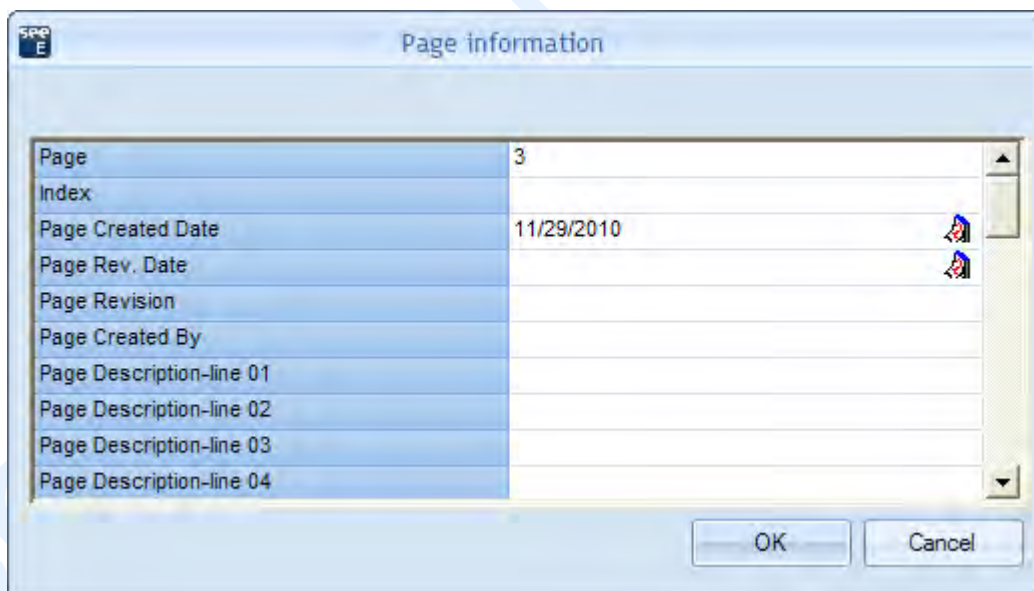 see
E
Page information
Page 3
Index
Page Created Date 11/29/2010
Page Rev. Date
Page Revision
Page Created By
Page Description-line 01
Page Description-line 02
Page Description-line 03
Page Description-line 04
OK Cancel